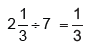 2 1/3 ÷ 7 = 1/3